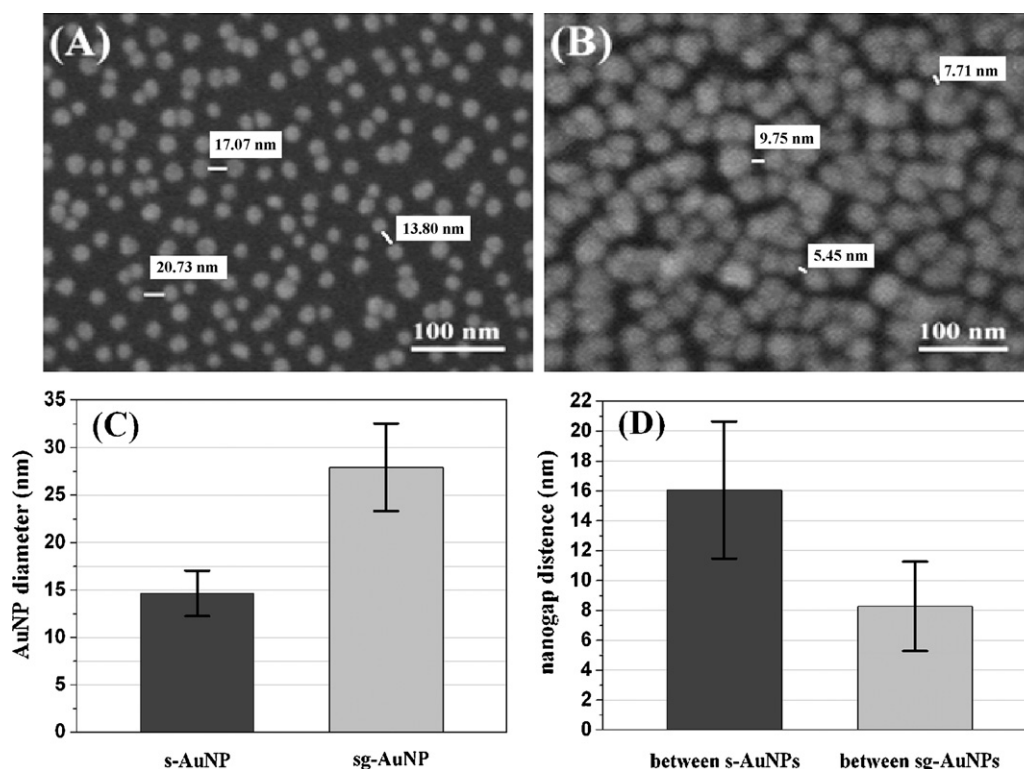 (A)
17.07 nm
13.80 nm
20.73 nm
100 nm
(B)
7.71 nm
9.75 nm
5.45 nm
100 nm
(C)
AuNP diameter (nm)
35
30
25
20
15
10
5
0
s-AuNP sg-AuNP
(D)
nanogap distence (nm)
22
20
18
16
14
12
10
8
6
4
2
0
between s-AuNPs between sg-AuNPs